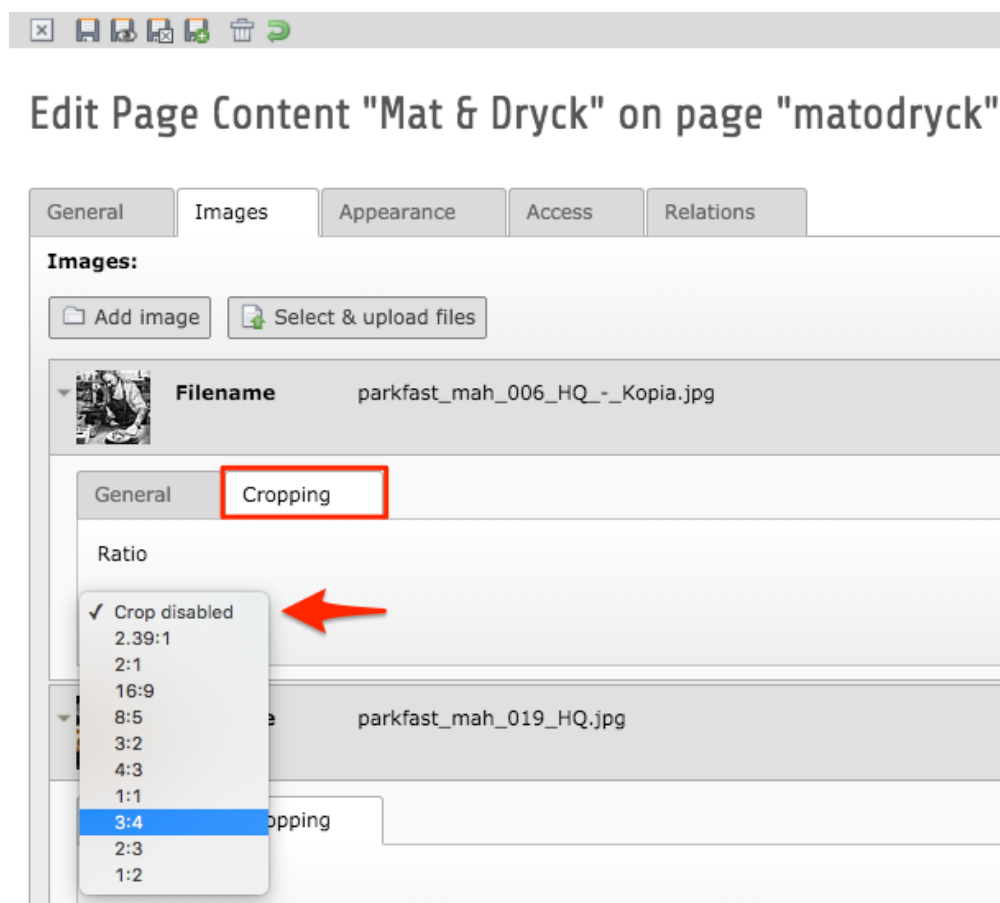 Edit Page Content "Mat & Dryck" on page "matodryck"
General Images Appearance Access Relations
Images:
Add image Select & upload files
Filename parkfast_mah_006_HQ_-_Kopia.jpg
General Cropping
Ratio
✓ Crop disabled
2.39:1
2:1
16:9
8:5
parkfast_mah_019_HQ.jpg
3:2
4:3
1:1
3:4
2:3
1:2